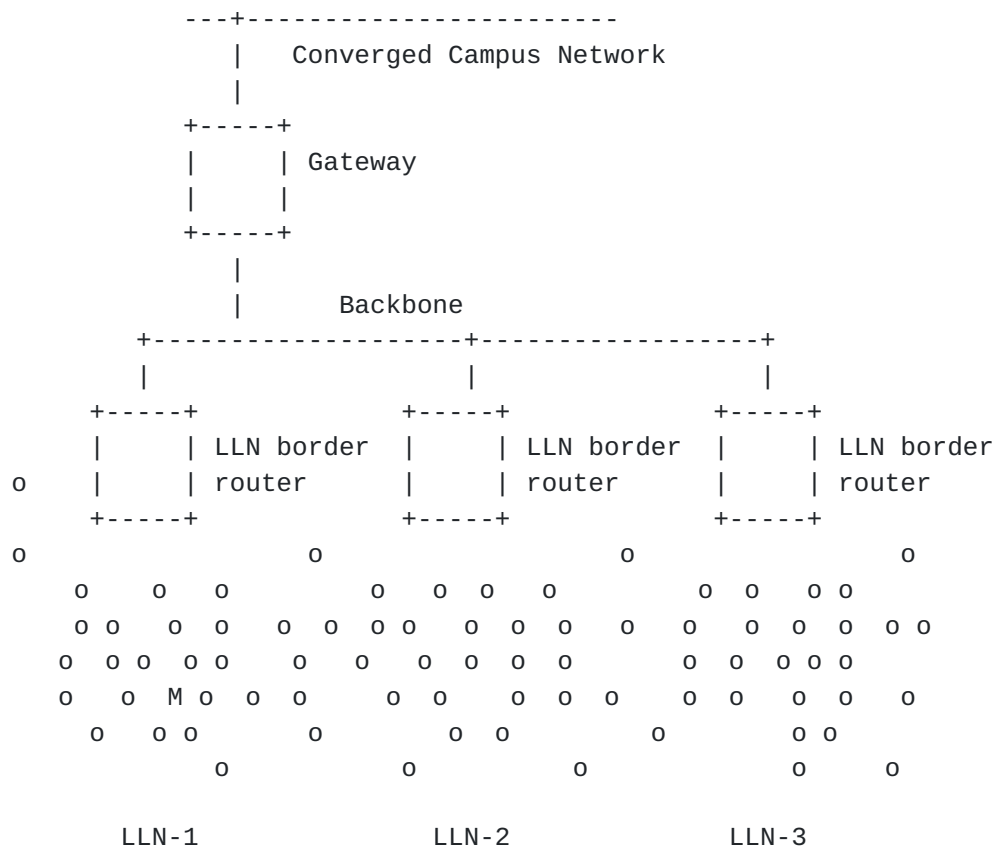 ---+------------------------
|   Converged Campus Network
|
+-----+
|     | Gateway
|     |
+-----+
|
|      Backbone
+--------------------+------------------+
|                    |                  |
+-----+             +-----+             +-----+
|     | LLN border  |     | LLN border  |     | LLN border
o    |     | router      |     | router      |     | router
+-----+             +-----+             +-----+
o                  o                   o                 o
o    o   o         o   o  o   o         o  o   o o
o o   o  o   o  o  o o   o  o  o   o   o   o  o  o  o o
o  o o  o o    o   o   o  o  o  o       o  o  o o o
o   o  M o  o  o     o  o    o  o  o    o  o   o  o   o
o   o o       o        o  o         o        o o
o           o          o             o     o
LLN-1               LLN-2              LLN-3